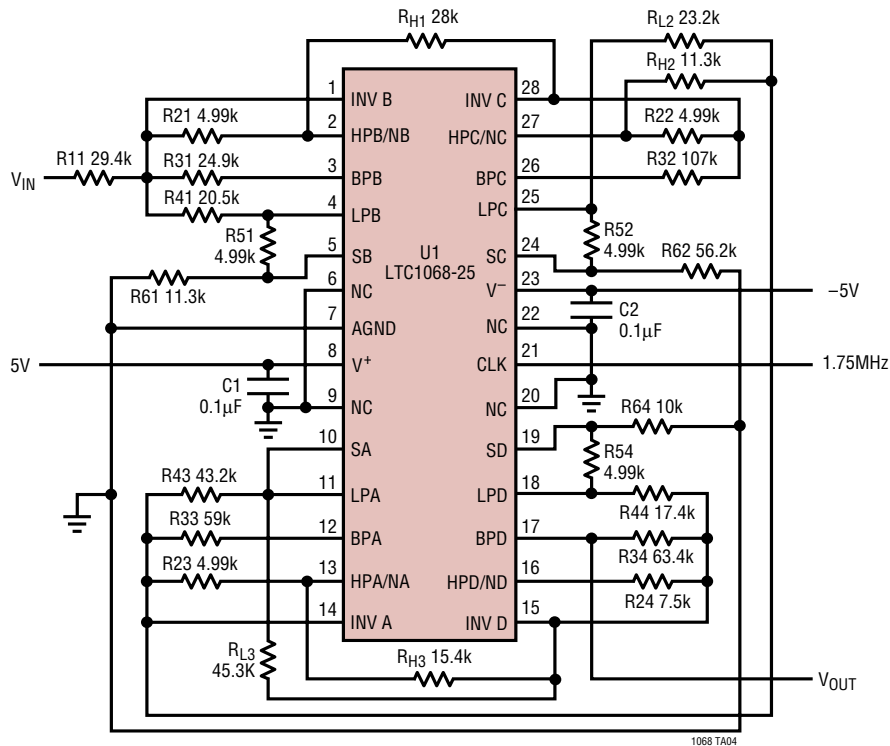 RH1 28k
RL2 23.2k
RH2 11.3k
1
INV B
INV C
28
R21 4.99k
2
HPB/NB
HPC/NC
27
R22 4.99k
R11 29.4k
VIN
R31 24.9k
3
BPB
BPC
26
R32 107k
R41 20.5k
4
LPB
LPC
25
R51
4.99k
R52
4.99k
U1
LTC1068-25
5
SB
SC
24
R62 56.2k
R61 11.3k
6
NC
V–
23
–5V
7
AGND
NC
22
C2
0.1µF
5V
8
V+
CLK
21
1.75MHz
C1
0.1µF
9
NC
NC
20
R64 10k
10
SA
SD
19
R54
4.99k
R43 43.2k
11
LPA
LPD
18
R44 17.4k
R33 59k
12
BPA
BPD
17
R34 63.4k
R23 4.99k
13
HPA/NA
HPD/ND
16
R24 7.5k
14
INV A
INV D
15
RL3
45.3K
RH3 15.4k
VOUT
1068 TA04